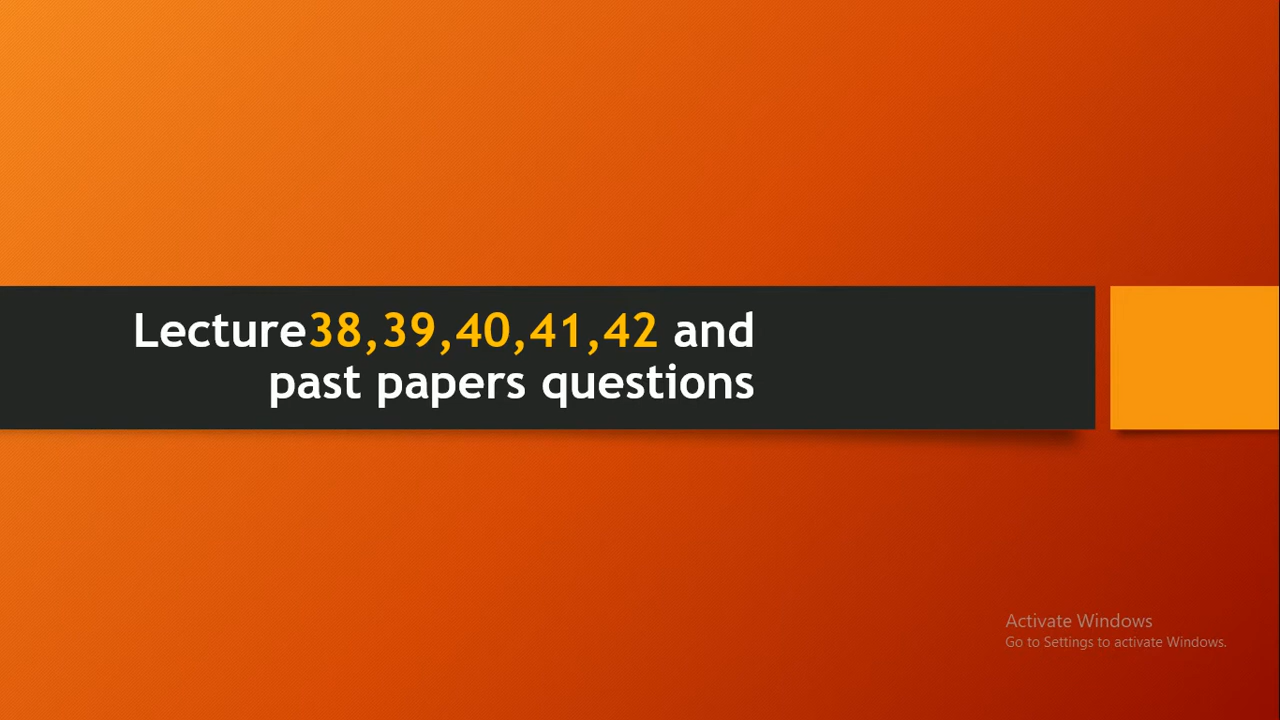 Lecture38,39,40,41,42 and
past papers questions
Activate Windows
Go to Settings to activate Windows.